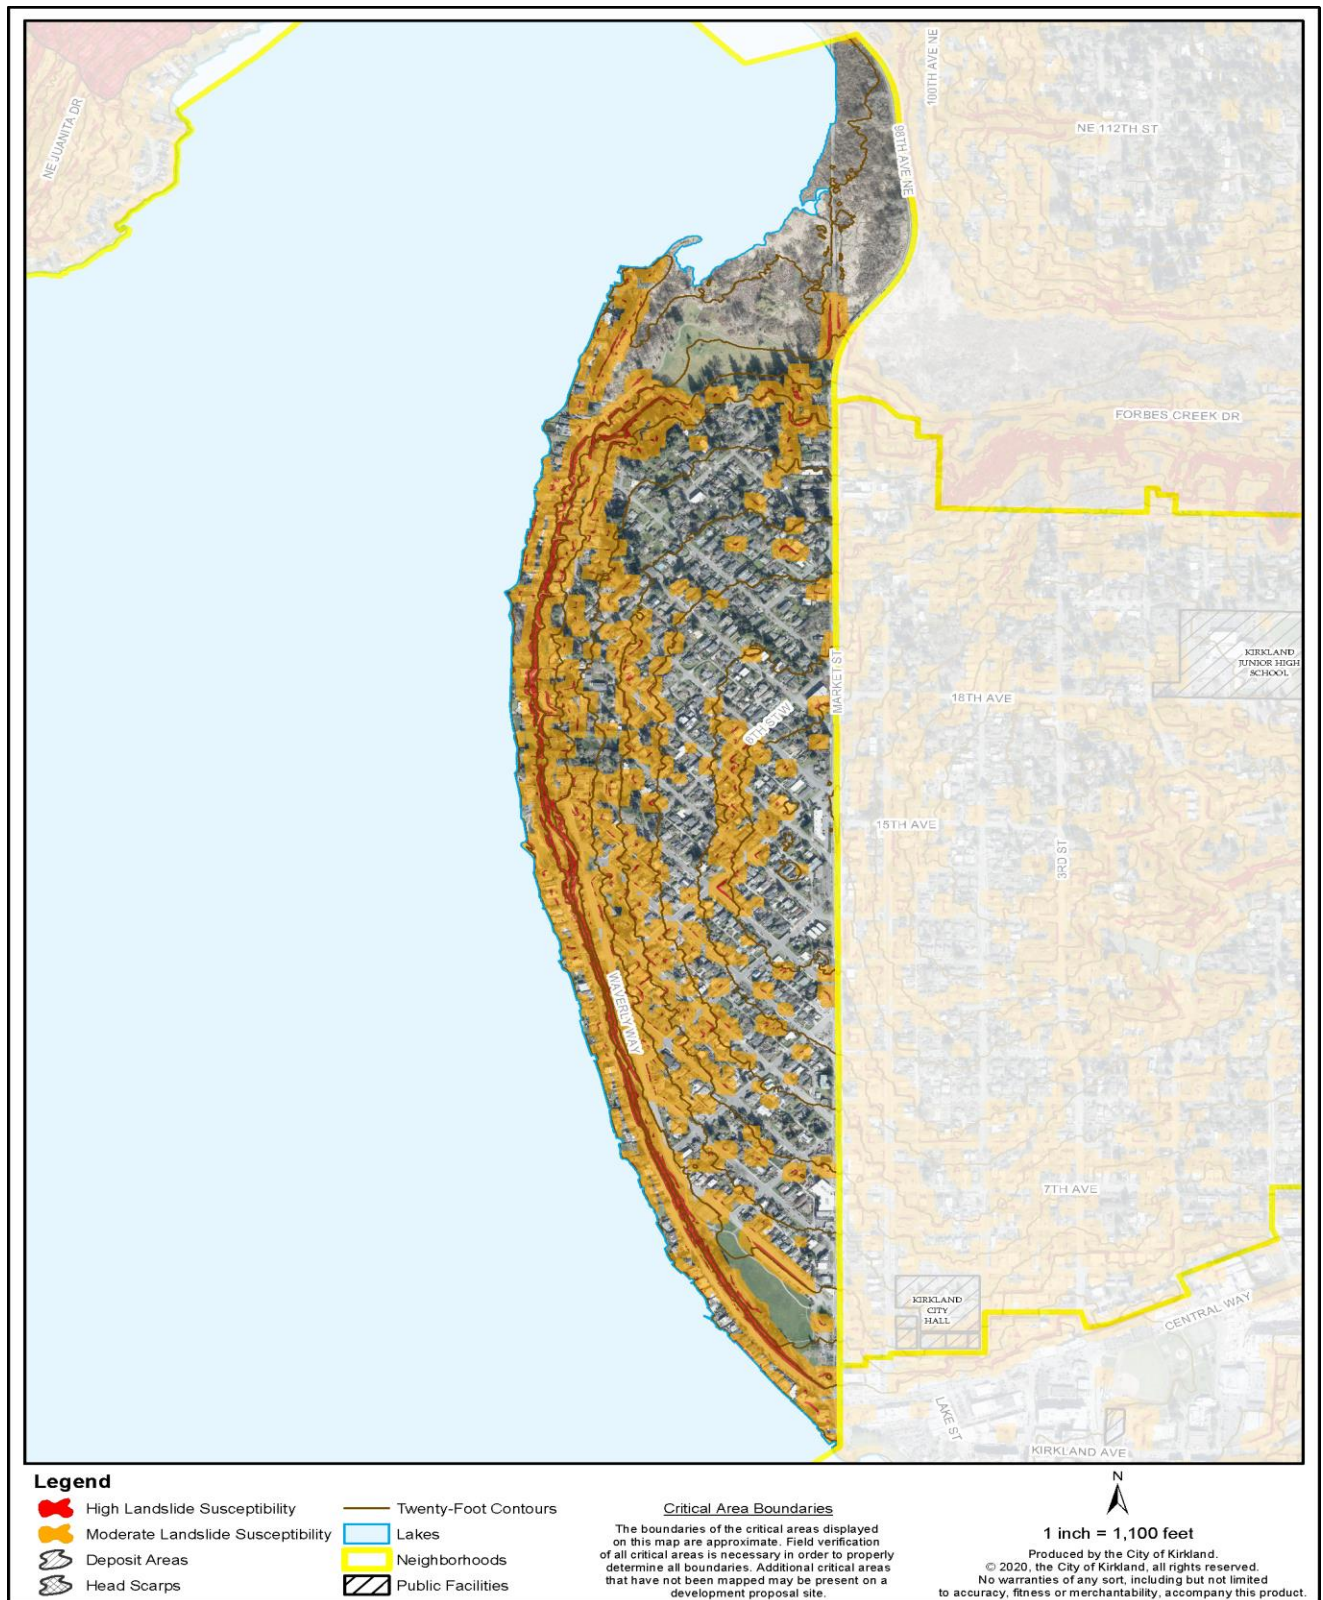 NE JUANITA DR
100TH AVE NE
NE 112TH ST
98TH AVE NE
FORBES CREEK DR
KIRKLAND
JUNIOR HIGH
SCHOOL
MARKET ST
18TH AVE
6TH ST W
15TH AVE
3RD ST
WAVERLY WAY
7TH AVE
KIRKLAND
CITY
HALL
CENTRAL WAY
LAKE ST
KIRKLAND AVE
Legend
High Landslide Susceptibility
Moderate Landslide Susceptibility
Deposit Areas
Head Scarps
Twenty-Foot Contours
Lakes
Neighborhoods
Public Facilities
Critical Area Boundaries
The boundaries of the critical areas displayed
on this map are approximate. Field verification
of all critical areas is necessary in order to properly
determine all boundaries. Additional critical areas
that have not been mapped may be present on a
development proposal site.
N
1 inch = 1,100 feet
Produced by the City of Kirkland.
© 2020, the City of Kirkland, all rights reserved.
No warranties of any sort, including but not limited
to accuracy, fitness or merchantability, accompany this product.